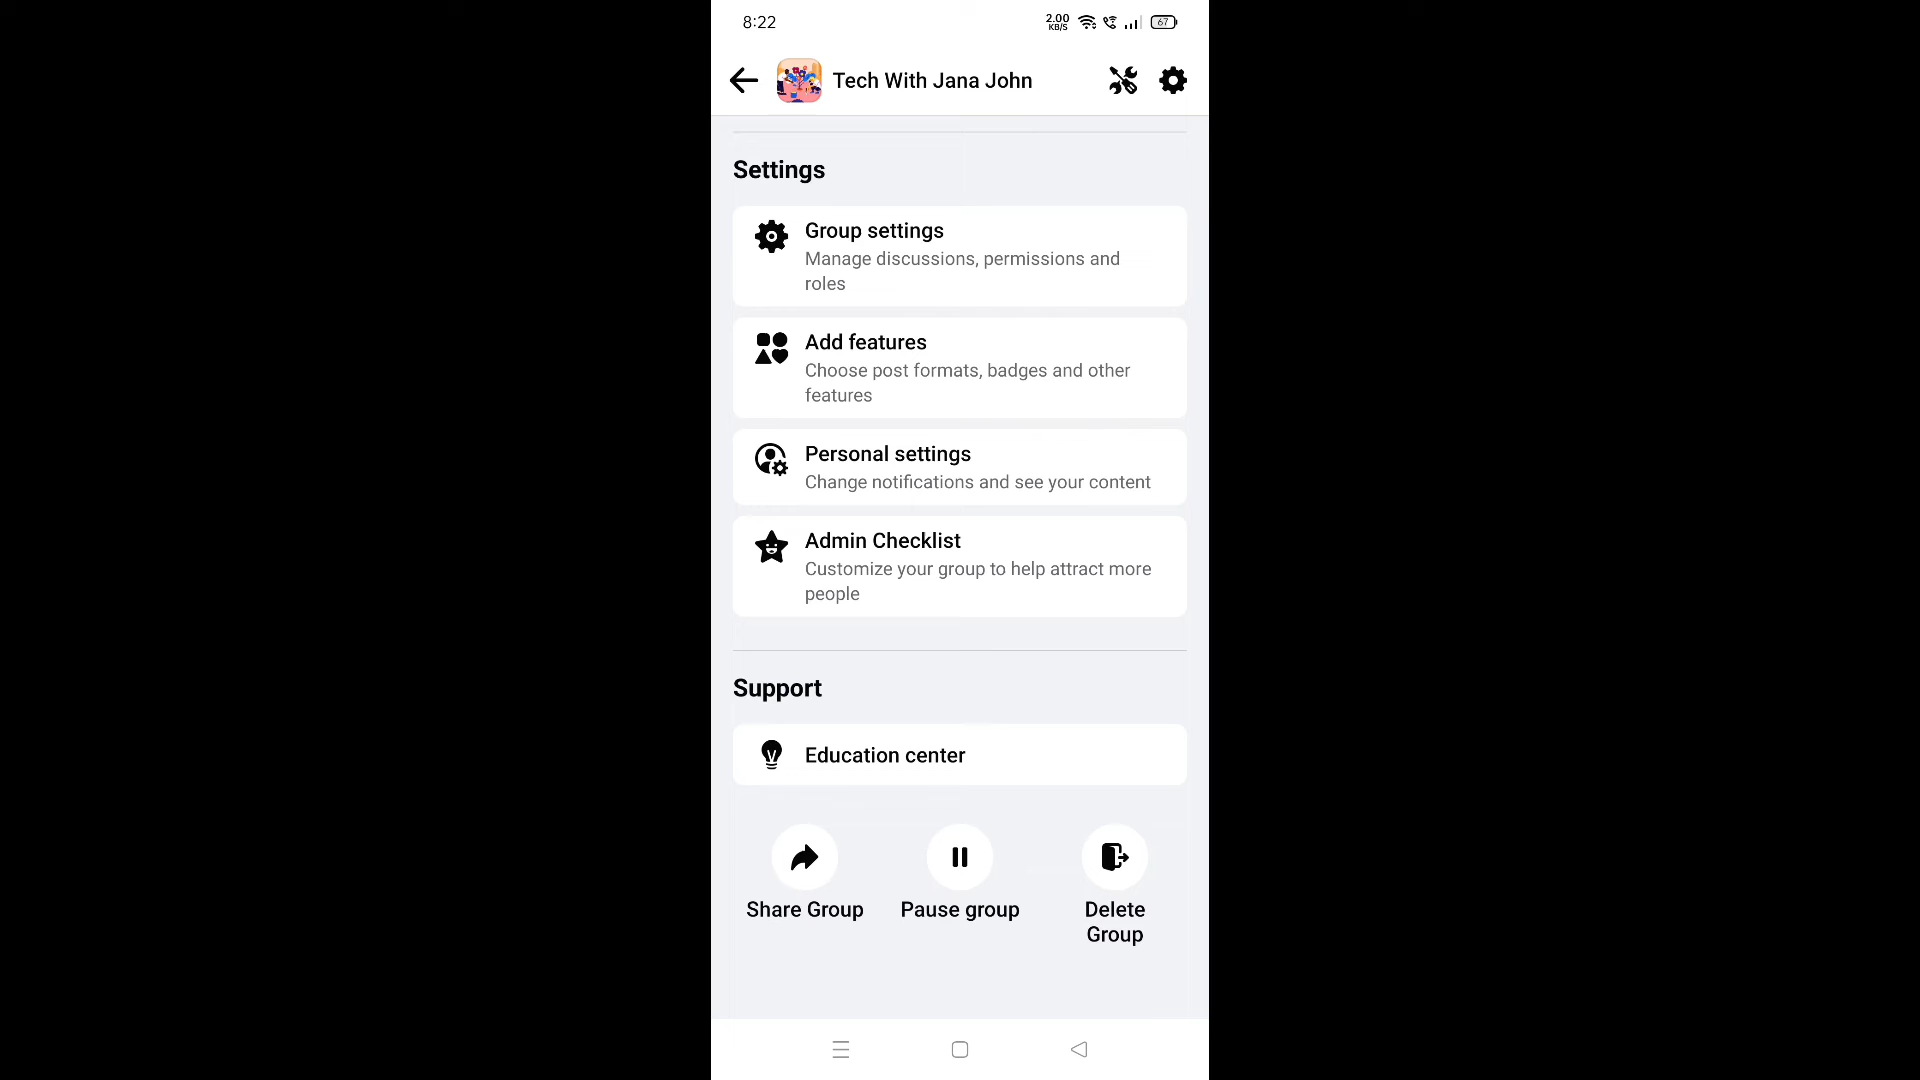 8:22
2.00
KB/S
67
Tech With Jana John
Settings
Group settings
Manage discussions, permissions and
roles
Add features
Choose post formats, badges and other
features
Personal settings
Change notifications and see your content
Admin Checklist
Customize your group to help attract more
people
Support
Education center
Share Group
Pause group
Delete
Group